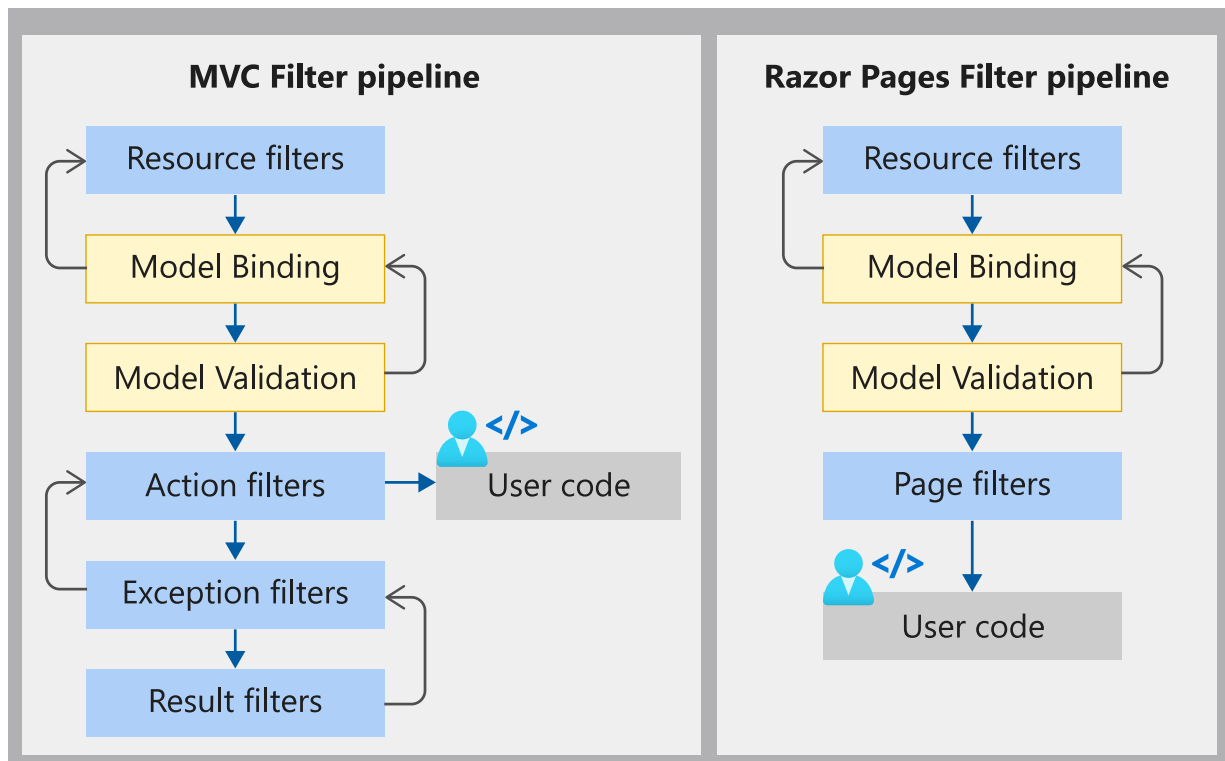 MVC Filter pipeline
Resource filters
Model Binding
Model Validation
Action filters
</>
User code
Exception filters
Result filters
Razor Pages Filter pipeline
Resource filters
Model Binding
Model Validation
Page filters
</>
User code